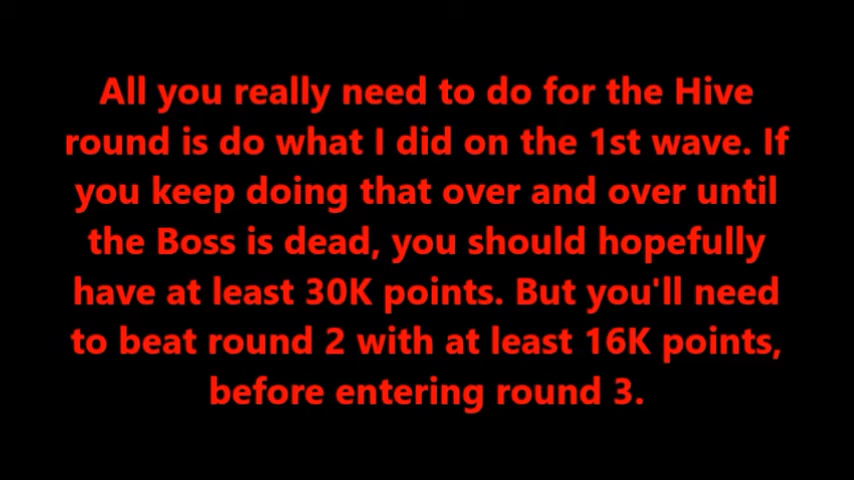 All you really need to do for the Hive
round is do what I did on the 1st wave. If
you keep doing that over and over until
the Boss is dead, you should hopefully
have at least 30K points. But you'll need
to beat round 2 with at least 16K points,
before entering round 3.